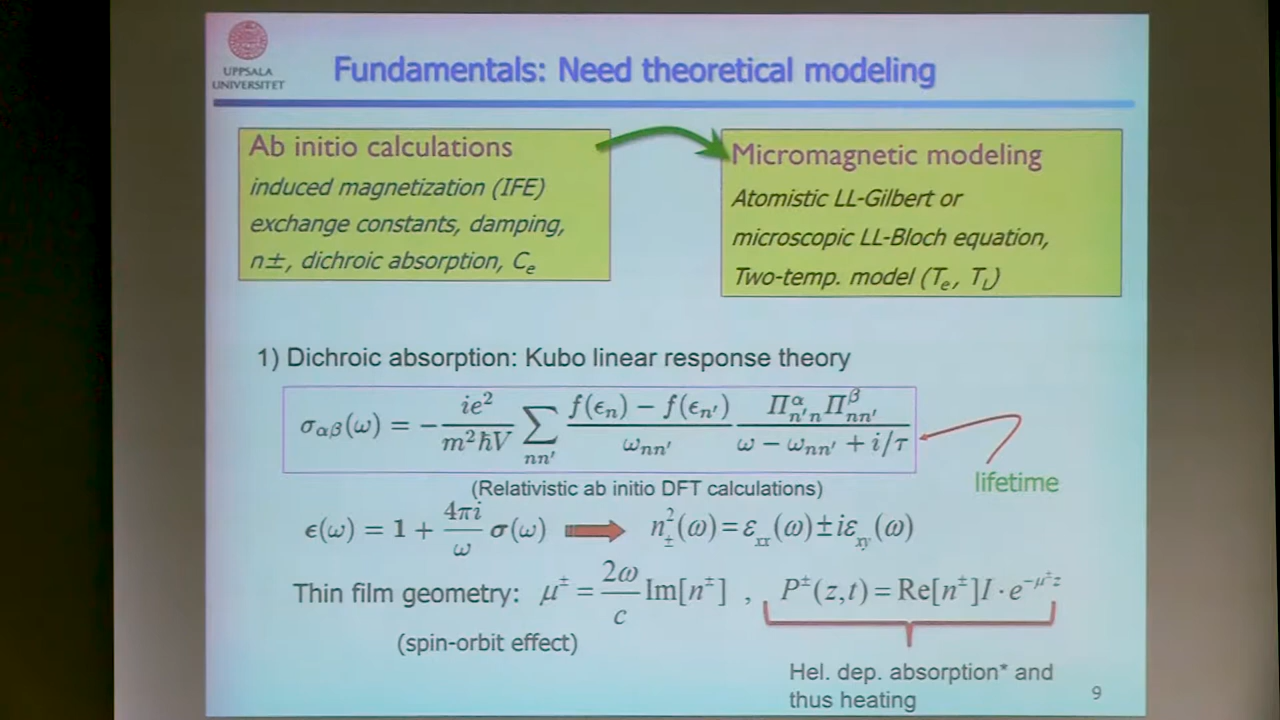 UPPSALA
UNIVERSITET
Fundamentals: Need theoretical modeling
Ab initio calculations
induced magnetization (IFE)
exchange constants, damping,
n±, dichroic absorption, Cₑ
Micromagnetic modeling
Atomistic LL-Gilbert or
microscopic LL-Bloch equation,
Two-temp. model (Tₑ, T_L)
1) Dichroic absorption: Kubo linear response theory
σ_αβ(ω) = − ie²/(m²ħV) ∑_nn′ (f(ϵ_n) − f(ϵ_n′))/ω_nn′ · Π^α_n′n Π^β_nn′/(ω − ω_nn′ + i/τ)
lifetime
(Relativistic ab initio DFT calculations)
ϵ(ω) = 1 + 4πi/ω σ(ω) n²_±(ω) = ε_xx(ω) ± iε_xy(ω)
Thin film geometry: μ^± = 2ω/c Im[n^±] , P^±(z,t) = Re[n^±]I · e^(−μ^± z)
(spin-orbit effect)
Hel. dep. absorption* and
thus heating
9